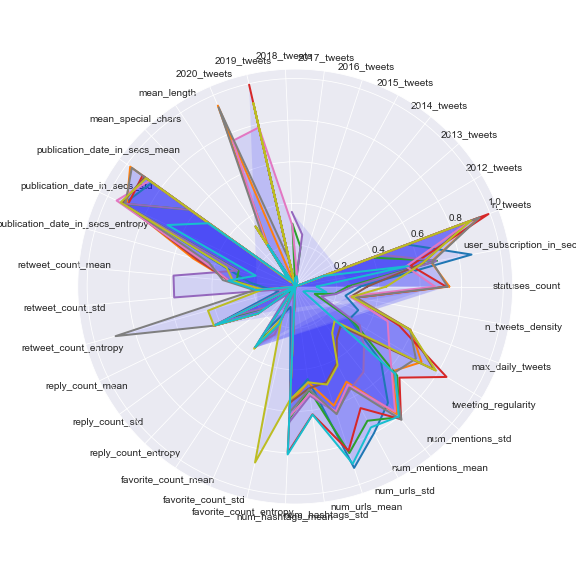 2018_tweets
2017_tweets
2019_tweets
2016_tweets
2020_tweets
2015_tweets
mean_length
2014_tweets
mean_special_chars
2013_tweets
publication_date_in_secs_mean
2012_tweets
publication_date_in_secs_std
1.0
n_tweets
0.8
publication_date_in_secs_entropy
0.6
user_subscription_in_sec
0.4
retweet_count_mean
0.2
statuses_count
retweet_count_std
n_tweets_density
retweet_count_entropy
max_daily_tweets
reply_count_mean
tweeting_regularity
reply_count_std
num_mentions_std
reply_count_entropy
num_mentions_mean
favorite_count_mean
num_urls_std
favorite_count_std
num_urls_mean
favorite_count_entropy
num_hashtags_std
num_hashtags_mean